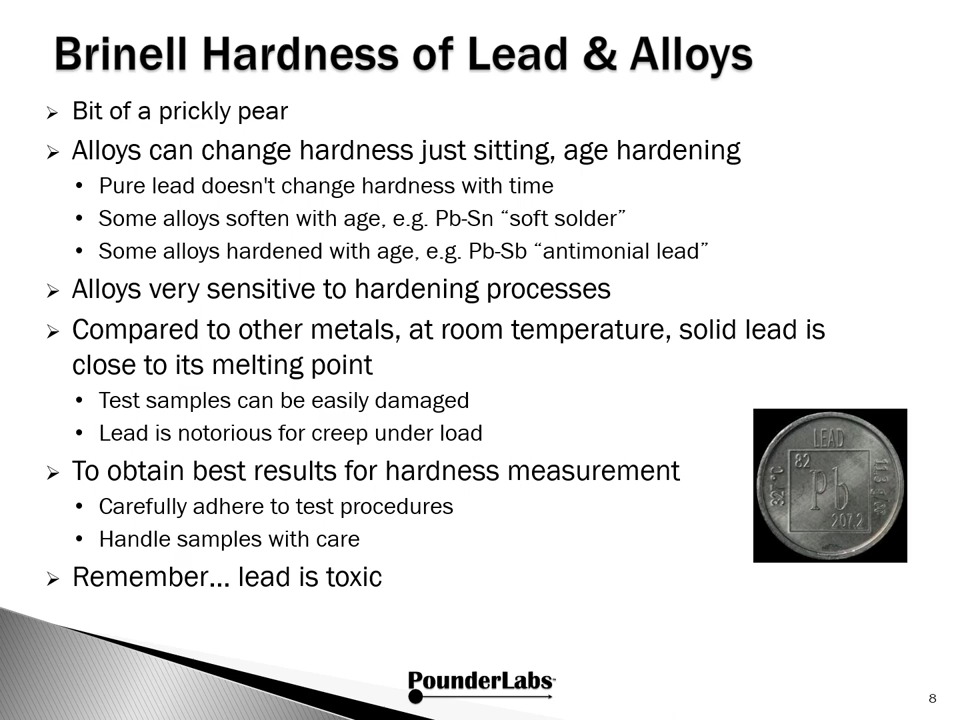 Brinell Hardness of Lead & Alloys
Bit of a prickly pear
Alloys can change hardness just sitting, age hardening
Pure lead doesn't change hardness with time
Some alloys soften with age, e.g. Pb-Sn “soft solder”
Some alloys hardened with age, e.g. Pb-Sb “antimonial lead”
Alloys very sensitive to hardening processes
Compared to other metals, at room temperature, solid lead is
close to its melting point
Test samples can be easily damaged
Lead is notorious for creep under load
To obtain best results for hardness measurement
Carefully adhere to test procedures
Handle samples with care
Remember... lead is toxic
LEAD
82
Pb
207.2
327 °C
PounderLabs™
8